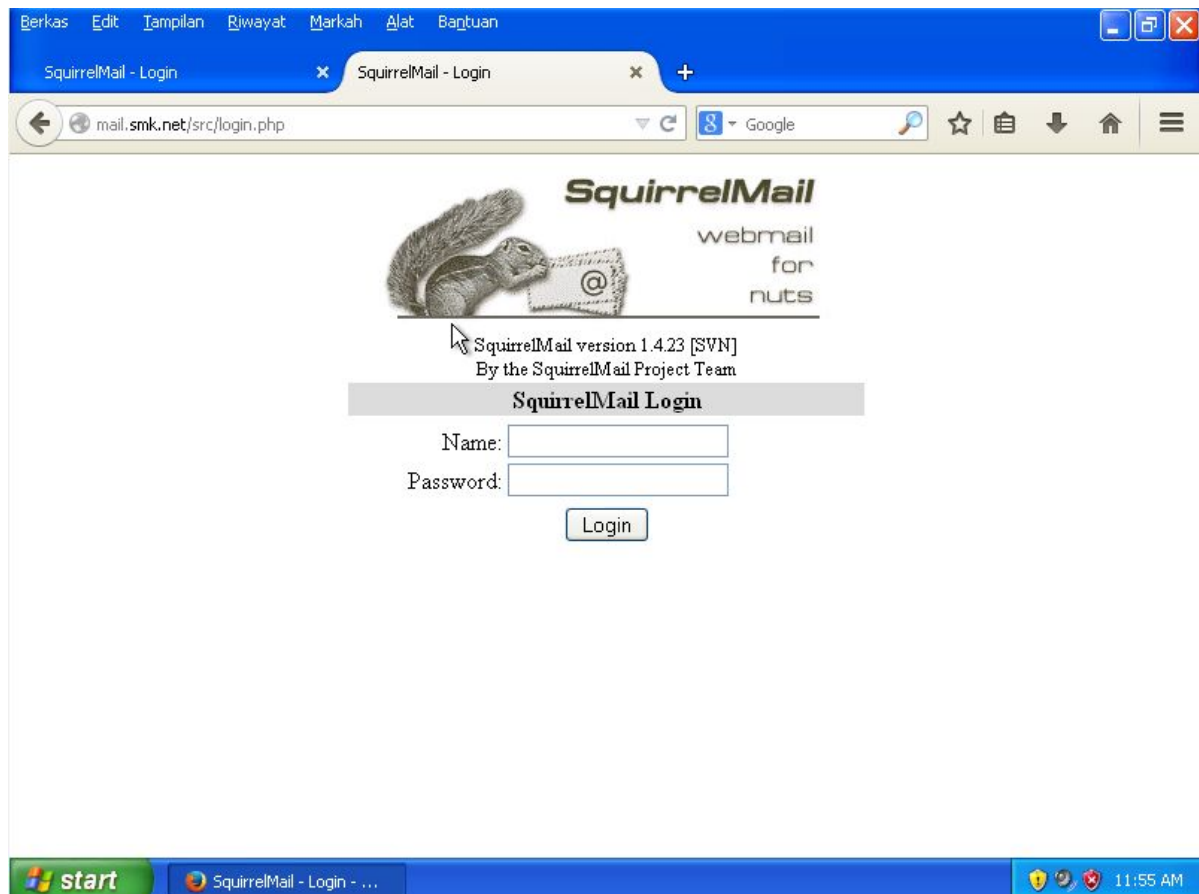 Berkas Edit Tampilan Riwayat Markah Alat Bantuan
SquirrelMail - Login SquirrelMail - Login
mail.smk.net/src/login.php Google
SquirrelMail
webmail
for
nuts
@
SquirrelMail version 1.4.23 [SVN]
By the SquirrelMail Project Team
SquirrelMail Login
Name:
Password:
Login
start SquirrelMail - Login - ... 11:55 AM